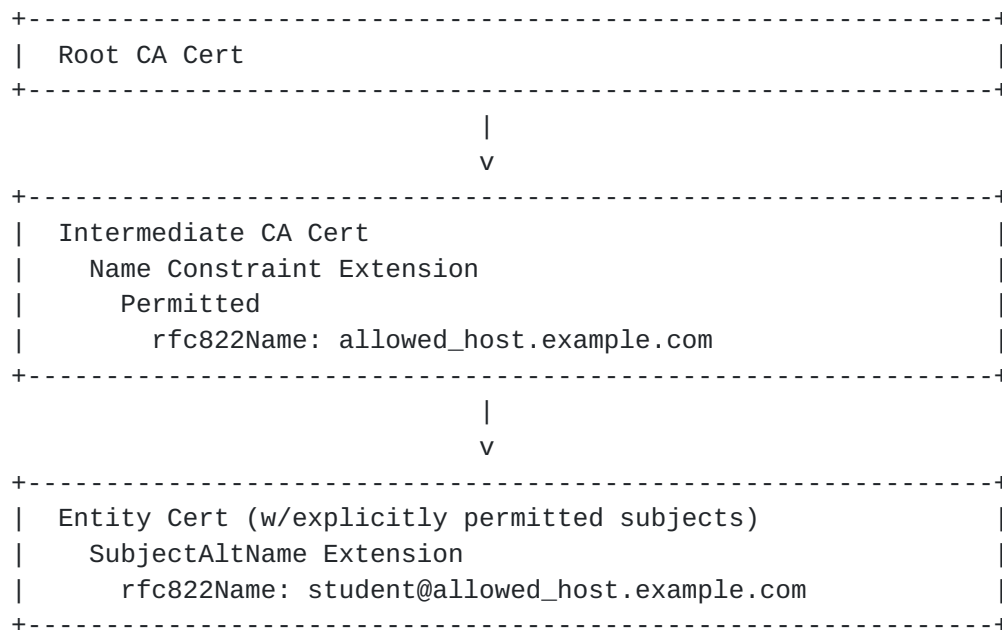 +---------------------------------------------------------------+
|  Root CA Cert                                                 |
+---------------------------------------------------------------+
                              |
                              v
+---------------------------------------------------------------+
|  Intermediate CA Cert                                         |
|    Name Constraint Extension                                  |
|      Permitted                                                |
|        rfc822Name: allowed_host.example.com                   |
+---------------------------------------------------------------+
                              |
                              v
+---------------------------------------------------------------+
|  Entity Cert (w/explicitly permitted subjects)                |
|    SubjectAltName Extension                                   |
|      rfc822Name: student@allowed_host.example.com             |
+---------------------------------------------------------------+